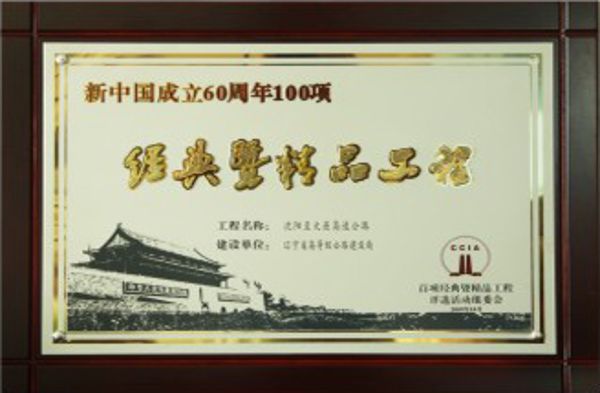 新中国成立60周年100项
经典暨精品工程
工程名称: 沈阳至大连高速公路
建设单位: 辽宁省高等级公路建设局
CCIA
百项经典暨精品工程
评选活动组委会